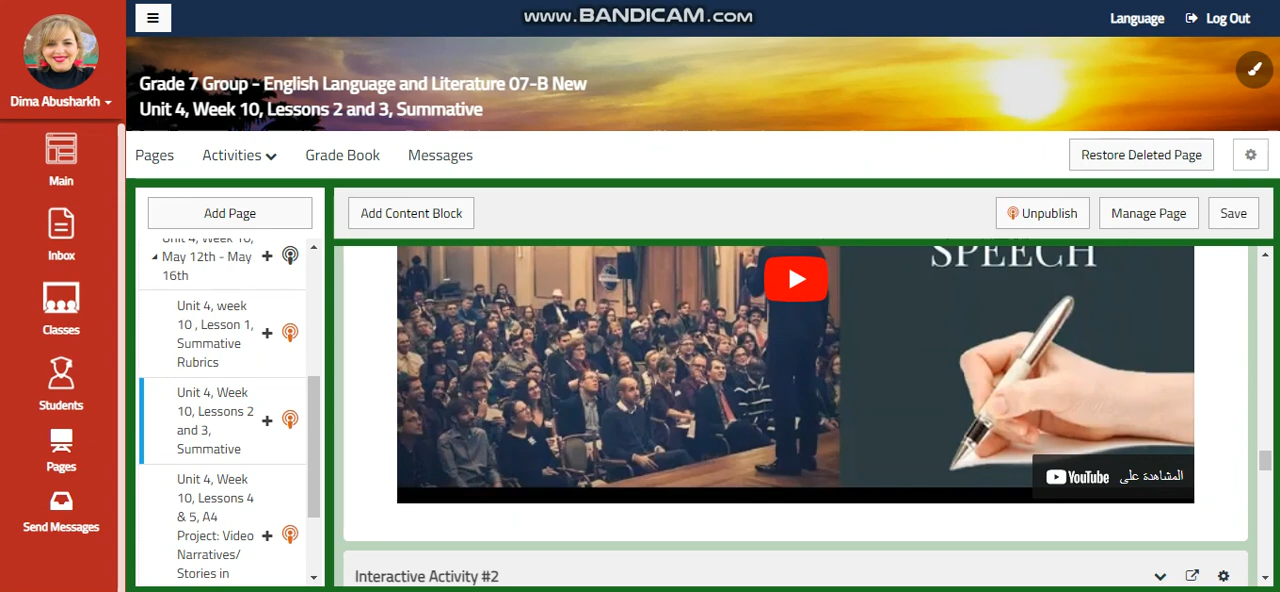 www.BANDICAM.com
Language
Log Out
Dima Abusharkh
Grade 7 Group - English Language and Literature 07-B New
Unit 4, Week 10, Lessons 2 and 3, Summative
Pages
Activities
Grade Book
Messages
Restore Deleted Page
Main
Inbox
Classes
Students
Pages
Send Messages
Add Page
Add Content Block
Unpublish
Manage Page
Save
Unit 4, Week 10,
May 12th - May
16th
Unit 4, week
10 , Lesson 1,
Summative
Rubrics
Unit 4, Week
10, Lessons 2
and 3,
Summative
Unit 4, Week
10, Lessons 4
& 5, A4
Project: Video
Narratives/
Stories in
SPEECH
المشاهدة على YouTube
Interactive Activity #2